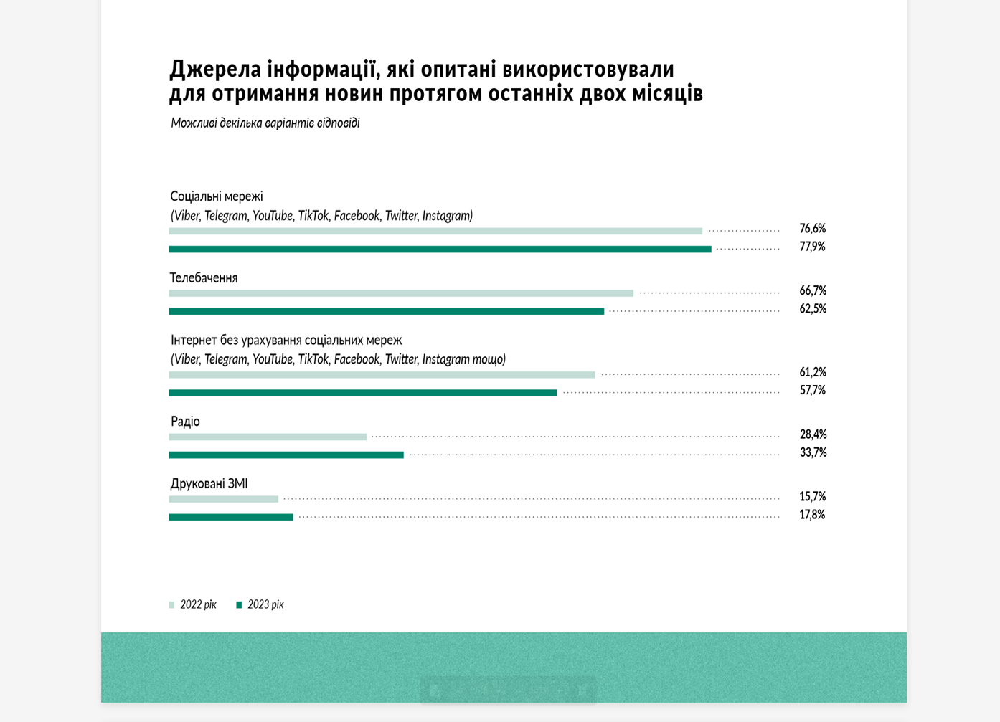 Джерела інформації, які опитані використовували
для отримання новин протягом останніх двох місяців
Можливі декілька варіантів відповіді
Соціальні мережі
(Viber, Telegram, YouTube, TikTok, Facebook, Twitter, Instagram)
76,6%
77,9%
Телебачення
66,7%
62,5%
Інтернет без урахування соціальних мереж
(Viber, Telegram, YouTube, TikTok, Facebook, Twitter, Instagram тощо)
61,2%
57,7%
Радіо
28,4%
33,7%
Друковані ЗМІ
15,7%
17,8%
2022 рік 2023 рік